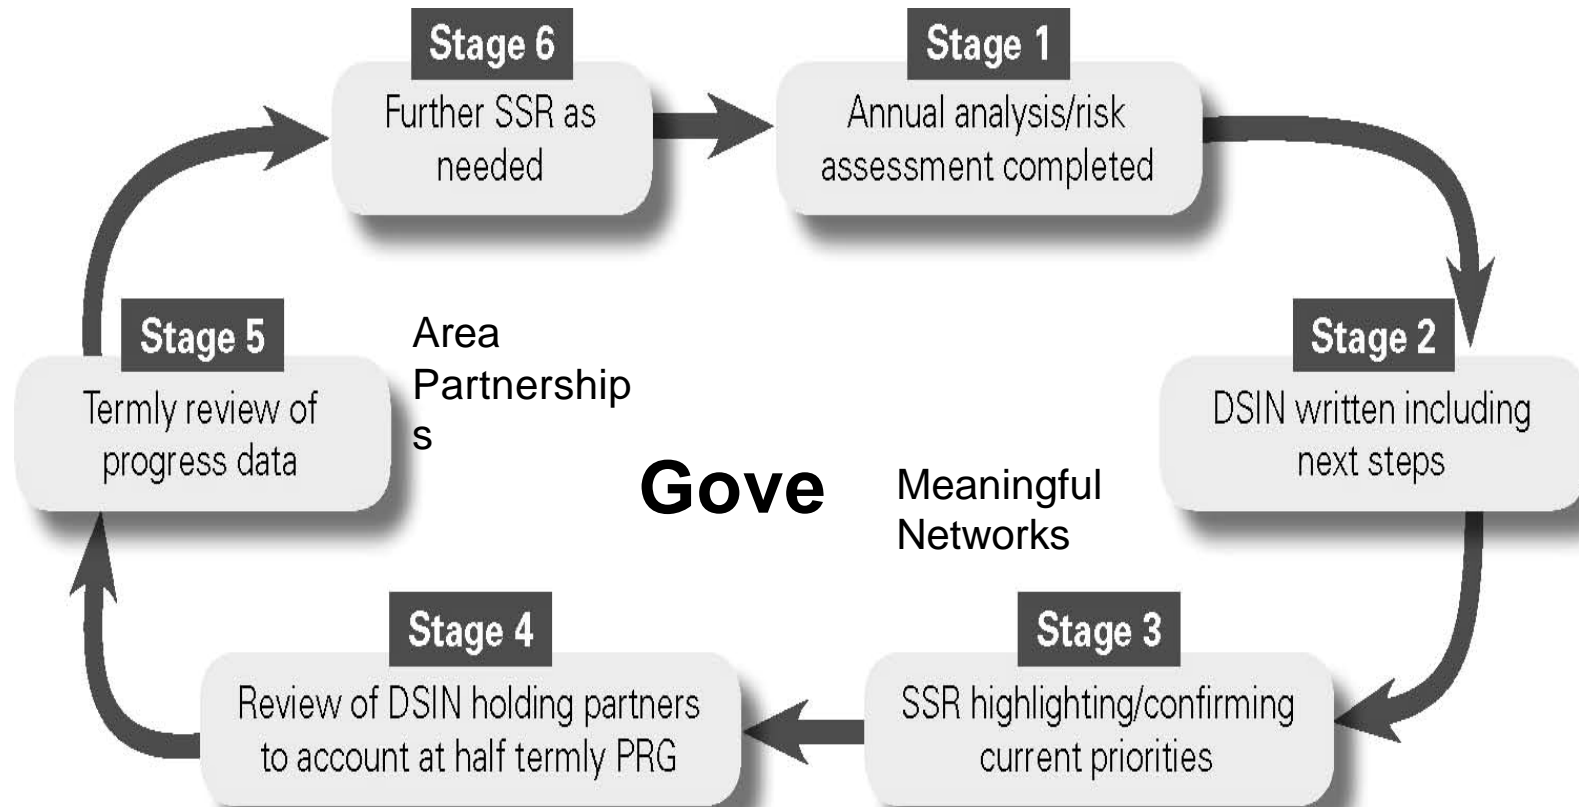 Stage 6
Further SSR as
needed
Stage 1
Annual analysis/risk
assessment completed
Stage 5
Termly review of
progress data
Area
Partnership
s
Stage 2
DSIN written including
next steps
Gove
Meaningful
Networks
Stage 4
Review of DSIN holding partners
to account at half termly PRG
Stage 3
SSR highlighting/confirming
current priorities